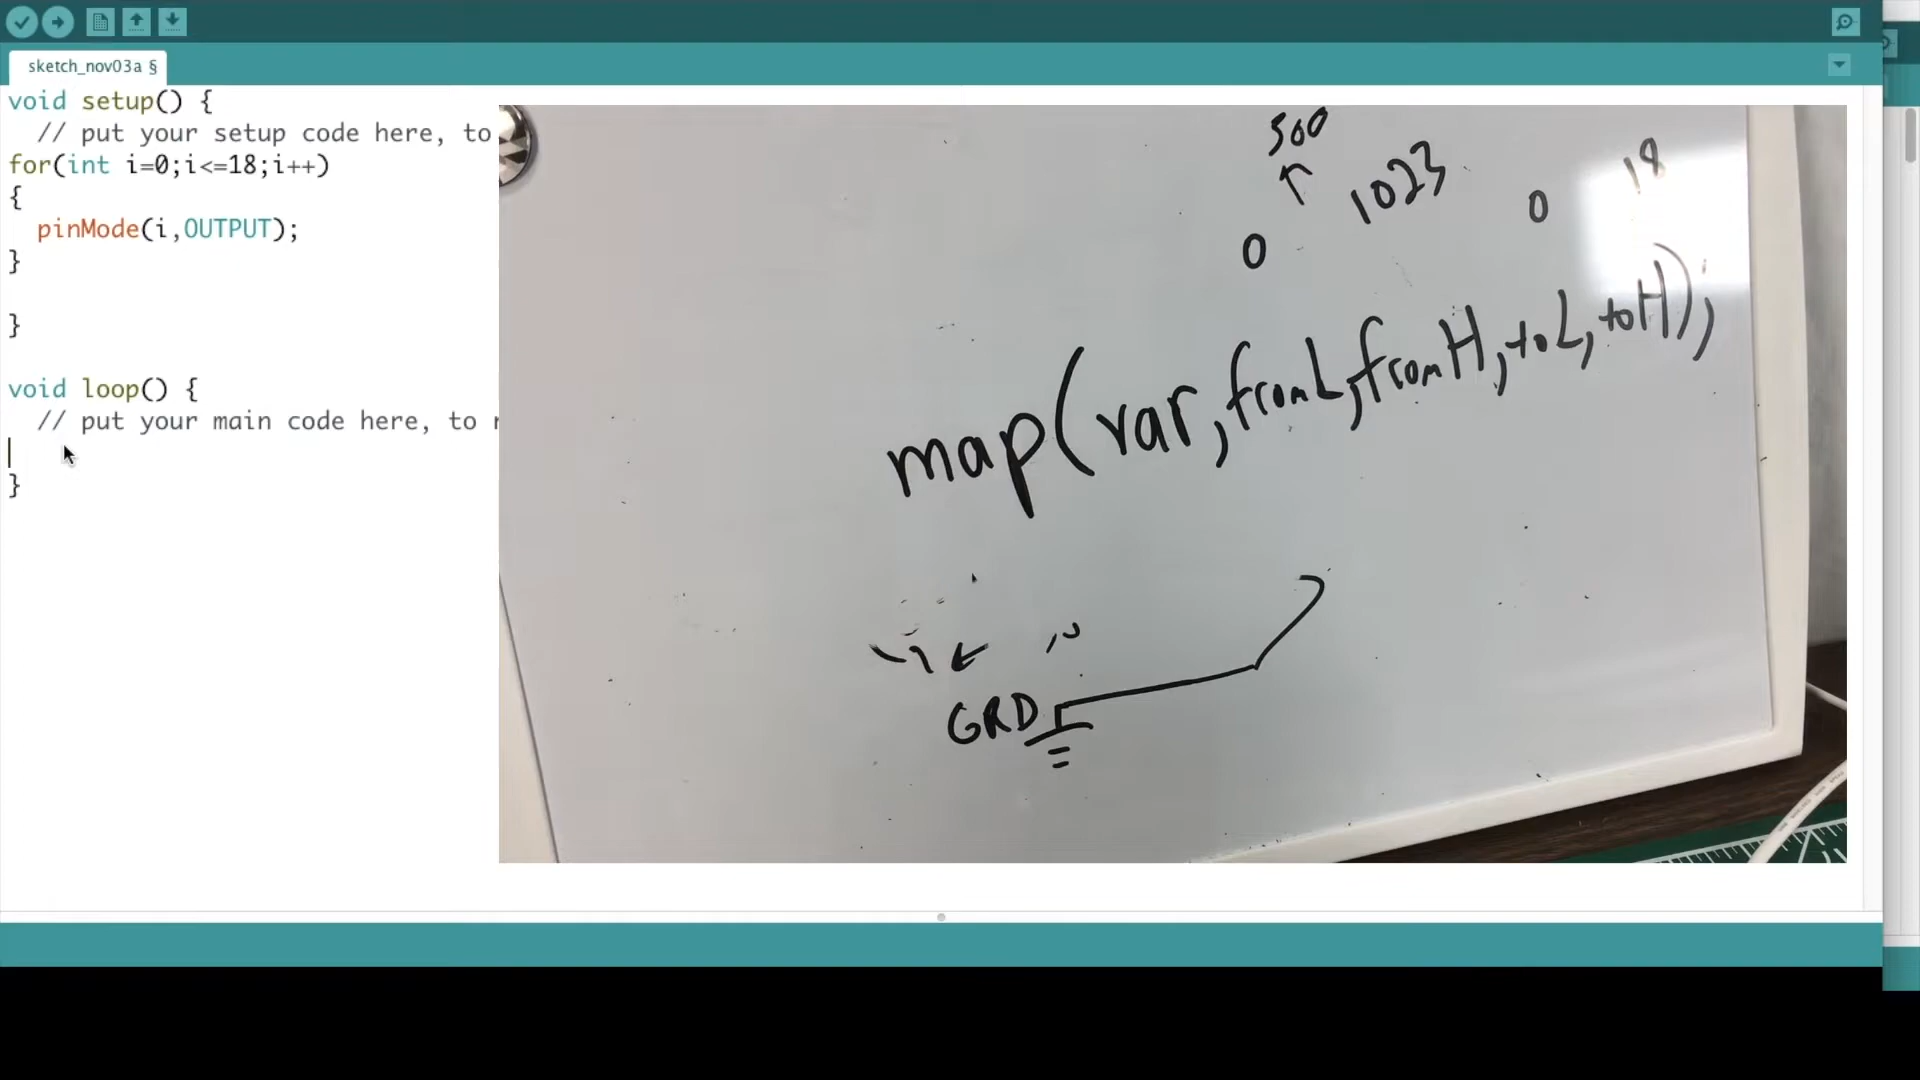 sketch_nov03a §
void setup() {
// put your setup code here, to
for(int i=0;i<=18;i++)
{
pinMode(i,OUTPUT);
}
}
void loop() {
// put your main code here, to r
}
500
1023
0
0
18
map(var,fromL,fromH,toL,toH);
GRD